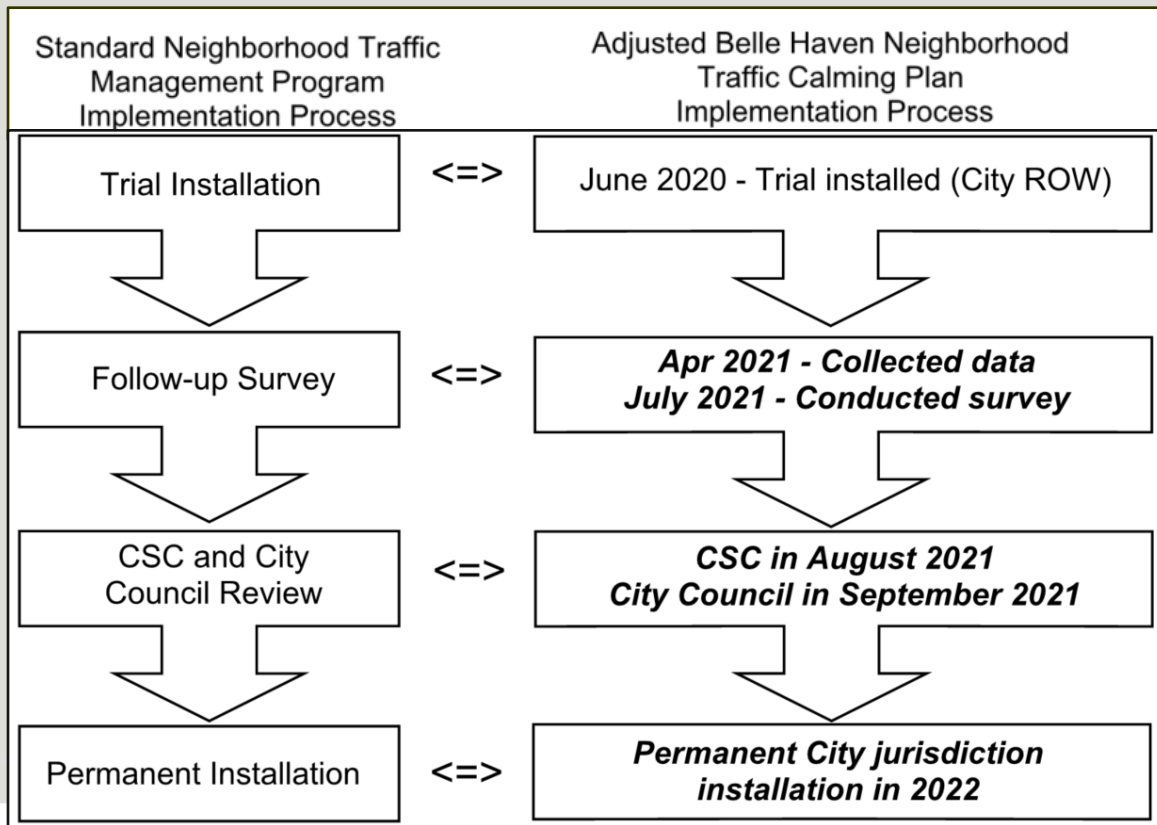 Standard Neighborhood Traffic
Management Program
Implementation Process
Adjusted Belle Haven Neighborhood
Traffic Calming Plan
Implementation Process
Trial Installation
<=>
June 2020 - Trial installed (City ROW)
Follow-up Survey
<=>
Apr 2021 - Collected data
July 2021 - Conducted survey
CSC and City
Council Review
<=>
CSC in August 2021
City Council in September 2021
Permanent Installation
<=>
Permanent City jurisdiction
installation in 2022